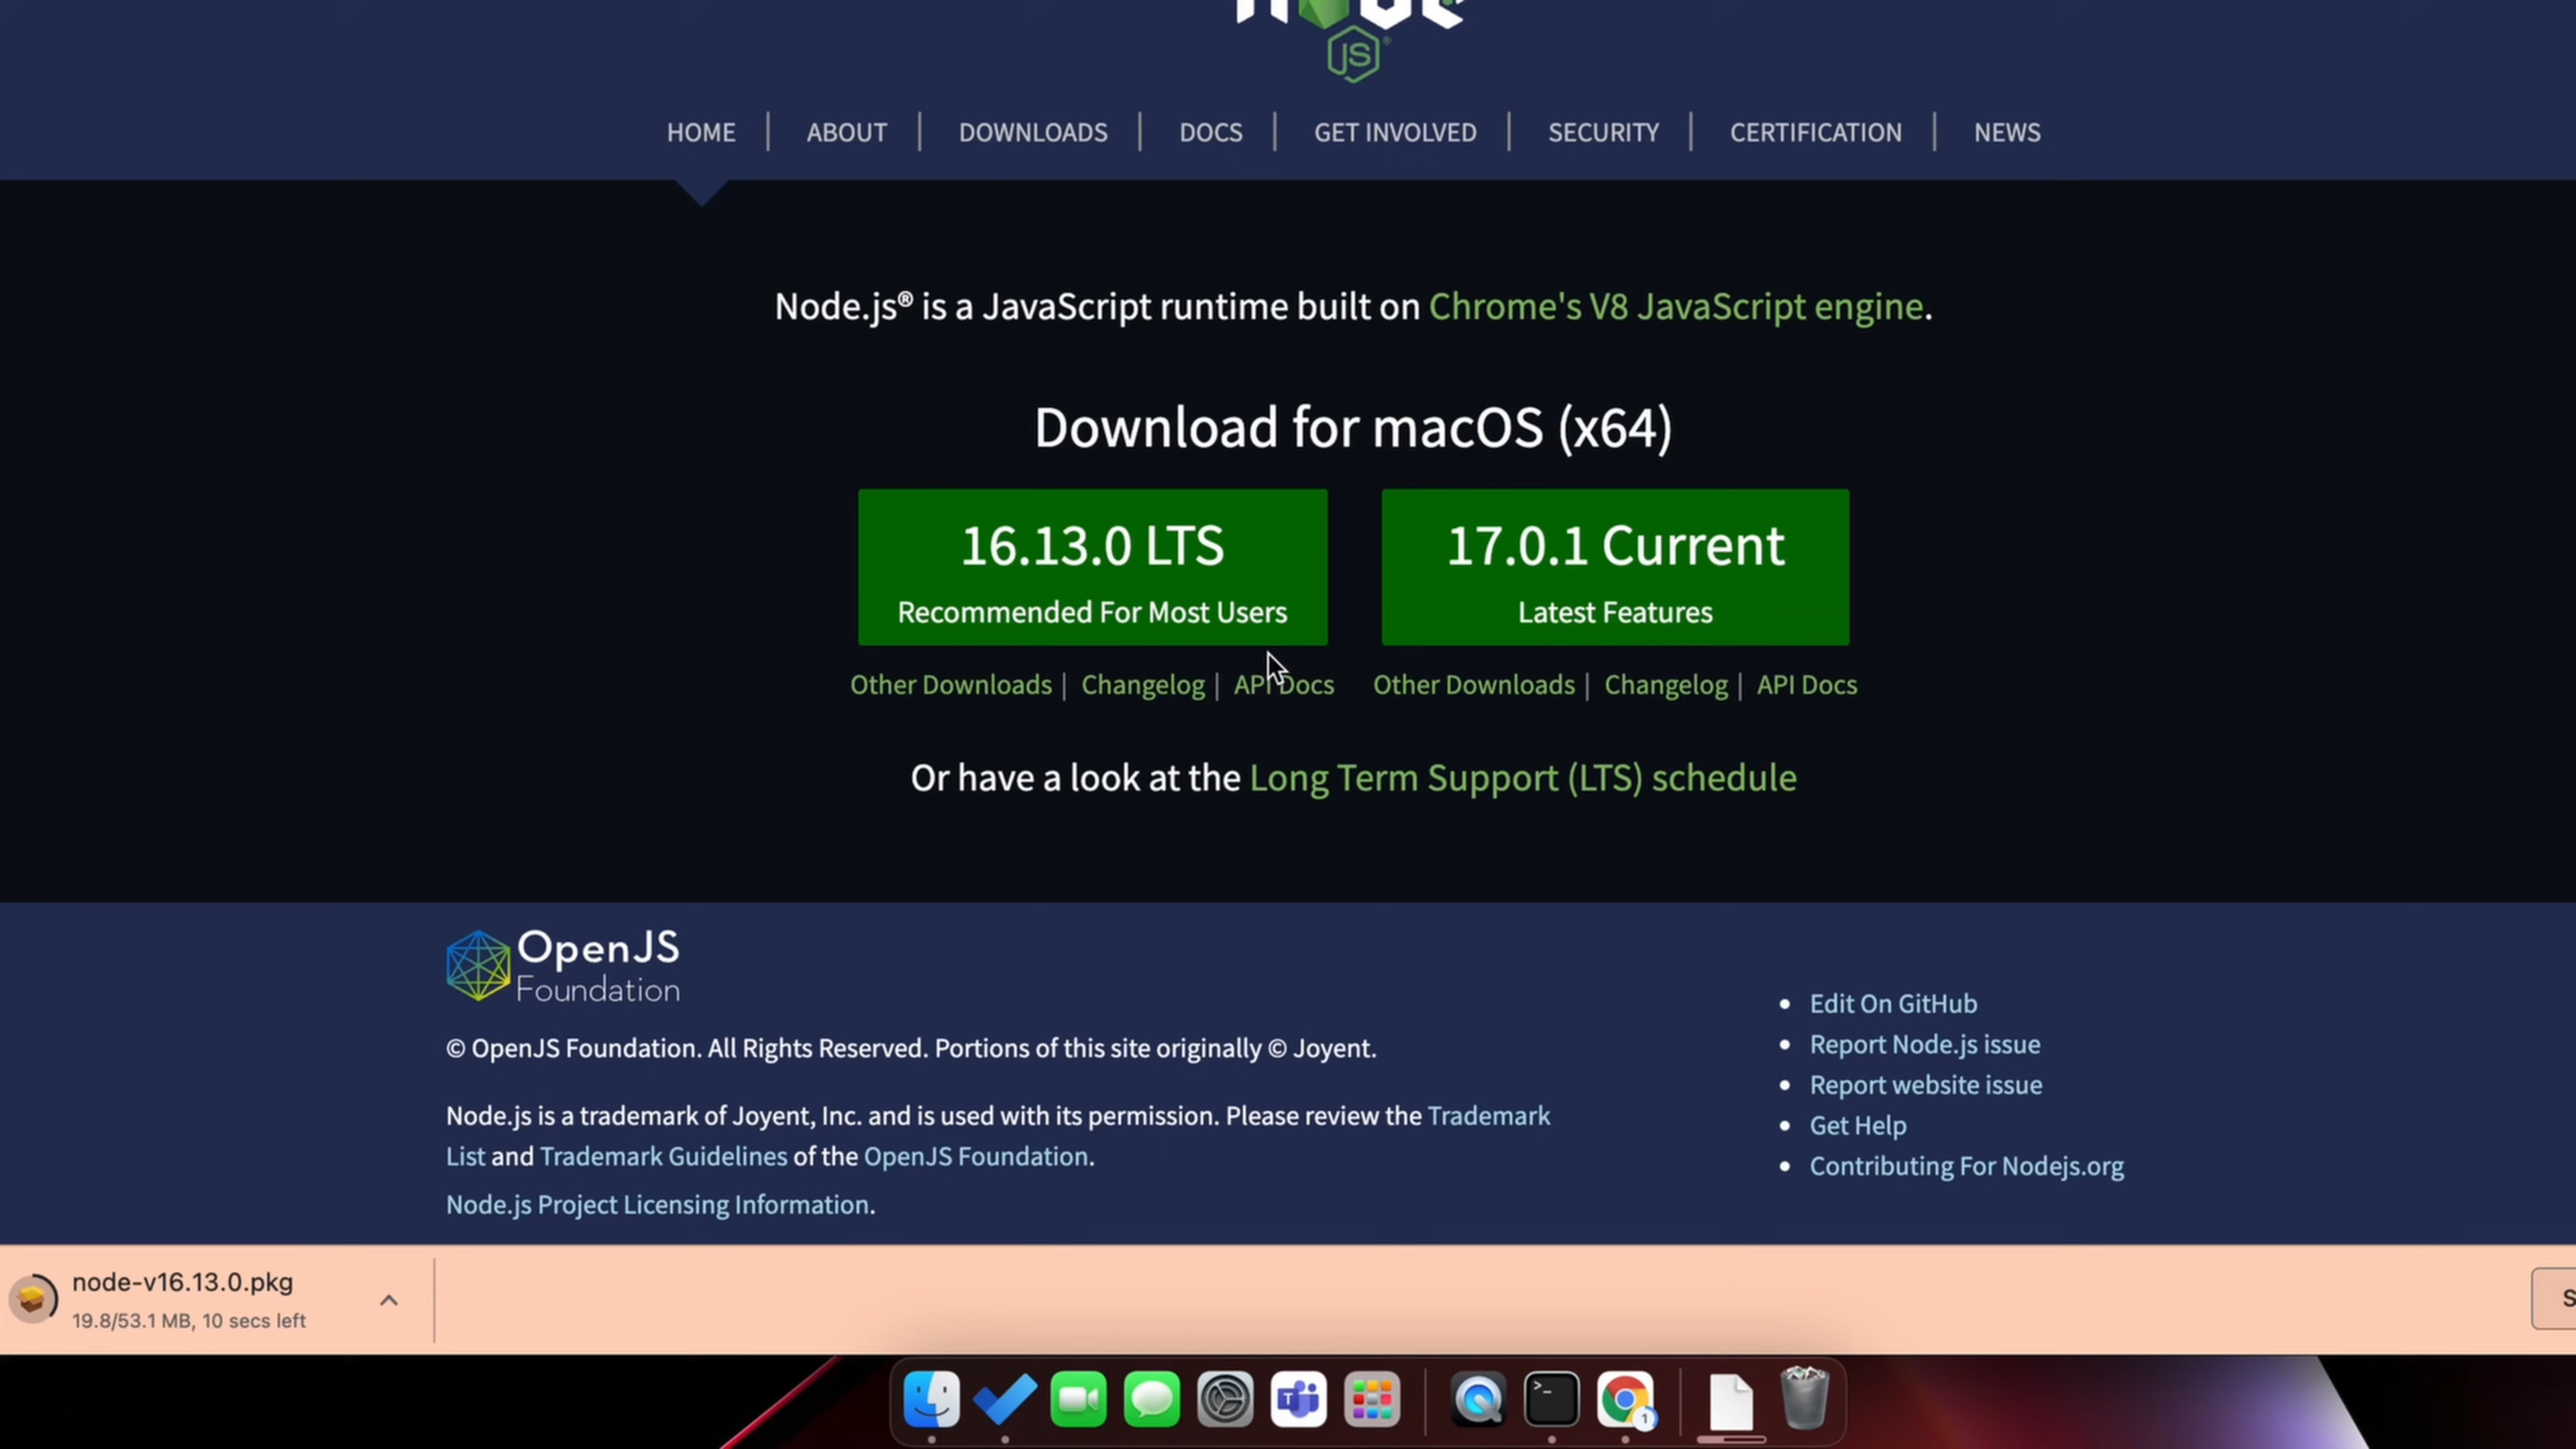 node
JS
HOME | ABOUT | DOWNLOADS | DOCS | GET INVOLVED | SECURITY | CERTIFICATION | NEWS
Node.js® is a JavaScript runtime built on Chrome's V8 JavaScript engine.
Download for macOS (x64)
16.13.0 LTS
Recommended For Most Users
17.0.1 Current
Latest Features
Other Downloads | Changelog | API Docs
Other Downloads | Changelog | API Docs
Or have a look at the Long Term Support (LTS) schedule
OpenJS
Foundation
© OpenJS Foundation. All Rights Reserved. Portions of this site originally © Joyent.
Node.js is a trademark of Joyent, Inc. and is used with its permission. Please review the Trademark
List and Trademark Guidelines of the OpenJS Foundation.
Node.js Project Licensing Information.
• Edit On GitHub
• Report Node.js issue
• Report website issue
• Get Help
• Contributing For Nodejs.org
node-v16.13.0.pkg
19.8/53.1 MB, 10 secs left
T
>_
1